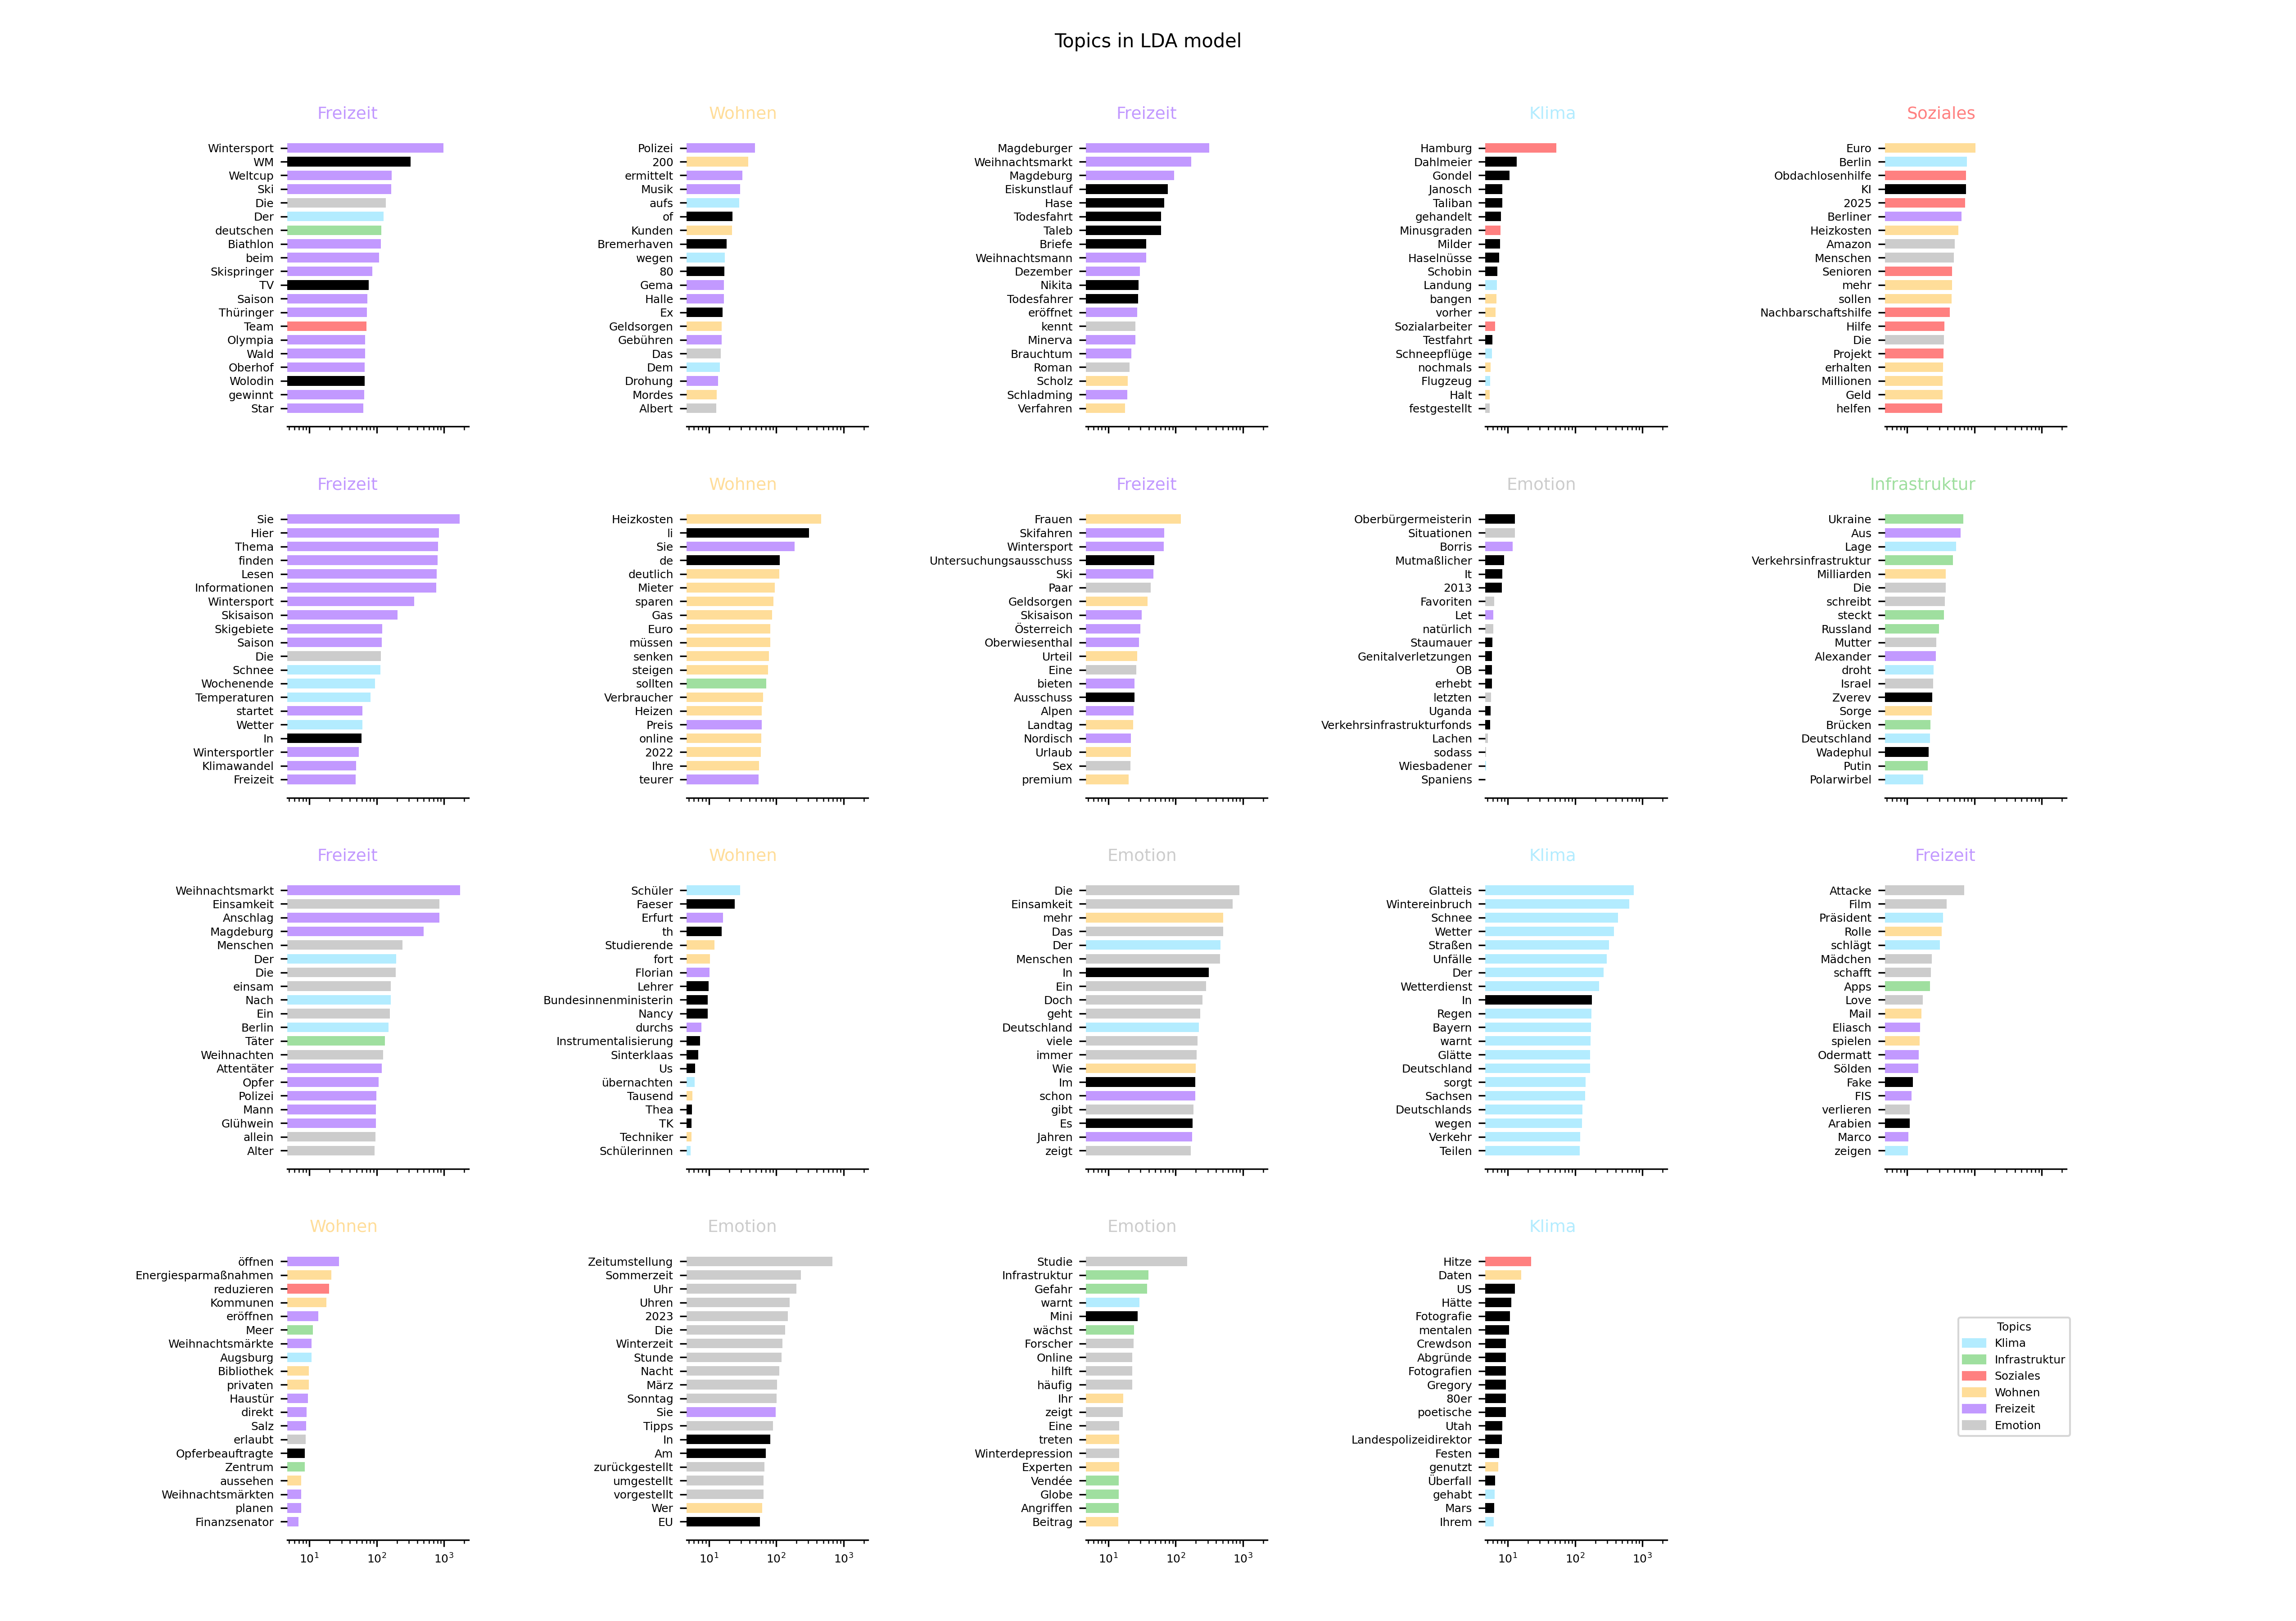 Topics in LDA model
Freizeit
Wintersport
WM
Weltcup
Ski
Die
Der
deutschen
Biathlon
beim
Skispringer
TV
Saison
Thüringer
Team
Olympia
Wald
Oberhof
Wolodin
gewinnt
Star
Wohnen
Polizei
200
ermittelt
Musik
aufs
of
Kunden
Bremerhaven
wegen
80
Gema
Halle
Ex
Geldsorgen
Gebühren
Das
Dem
Drohung
Mordes
Albert
Freizeit
Magdeburger
Weihnachtsmarkt
Magdeburg
Eiskunstlauf
Hase
Todesfahrt
Taleb
Briefe
Weihnachtsmann
Dezember
Nikita
Todesfahrer
eröffnet
kennt
Minerva
Brauchtum
Roman
Scholz
Schladming
Verfahren
Klima
Hamburg
Dahlmeier
Gondel
Janosch
Taliban
gehandelt
Minusgraden
Milder
Haselnüsse
Schobin
Landung
bangen
vorher
Sozialarbeiter
Testfahrt
Schneepflüge
nochmals
Flugzeug
Halt
festgestellt
Soziales
Euro
Berlin
Obdachlosenhilfe
KI
2025
Berliner
Heizkosten
Amazon
Menschen
Senioren
mehr
sollen
Nachbarschaftshilfe
Hilfe
Die
Projekt
erhalten
Millionen
Geld
helfen
Freizeit
Sie
Hier
Thema
finden
Lesen
Informationen
Wintersport
Skisaison
Skigebiete
Saison
Die
Schnee
Wochenende
Temperaturen
startet
Wetter
In
Wintersportler
Klimawandel
Freizeit
Wohnen
Heizkosten
li
Sie
de
deutlich
Mieter
sparen
Gas
Euro
müssen
senken
steigen
sollten
Verbraucher
Heizen
Preis
online
2022
Ihre
teurer
Freizeit
Frauen
Skifahren
Wintersport
Untersuchungsausschuss
Ski
Paar
Geldsorgen
Skisaison
Österreich
Oberwiesenthal
Urteil
Eine
bieten
Ausschuss
Alpen
Landtag
Nordisch
Urlaub
Sex
premium
Emotion
Oberbürgermeisterin
Situationen
Borris
Mutmaßlicher
It
2013
Favoriten
Let
natürlich
Staumauer
Genitalverletzungen
OB
erhebt
letzten
Uganda
Verkehrsinfrastrukturfonds
Lachen
sodass
Wiesbadener
Spaniens
Infrastruktur
Ukraine
Aus
Lage
Verkehrsinfrastruktur
Milliarden
Die
schreibt
steckt
Russland
Mutter
Alexander
droht
Israel
Zverev
Sorge
Brücken
Deutschland
Wadephul
Putin
Polarwirbel
Freizeit
Weihnachtsmarkt
Einsamkeit
Anschlag
Magdeburg
Menschen
Der
Die
einsam
Nach
Ein
Berlin
Täter
Weihnachten
Attentäter
Opfer
Polizei
Mann
Glühwein
allein
Alter
Wohnen
Schüler
Faeser
Erfurt
th
Studierende
fort
Florian
Lehrer
Bundesinnenministerin
Nancy
durchs
Instrumentalisierung
Sinterklaas
Us
übernachten
Tausend
Thea
TK
Techniker
Schülerinnen
Emotion
Die
Einsamkeit
mehr
Das
Der
Menschen
In
Ein
Doch
geht
Deutschland
viele
immer
Wie
Im
schon
gibt
Es
Jahren
zeigt
Klima
Glatteis
Wintereinbruch
Schnee
Wetter
Straßen
Unfälle
Der
Wetterdienst
In
Regen
Bayern
warnt
Glätte
Deutschland
sorgt
Sachsen
Deutschlands
wegen
Verkehr
Teilen
Freizeit
Attacke
Film
Präsident
Rolle
schlägt
Mädchen
schafft
Apps
Love
Mail
Eliasch
spielen
Odermatt
Sölden
Fake
FIS
verlieren
Arabien
Marco
zeigen
Wohnen
öffnen
Energiesparmaßnahmen
reduzieren
Kommunen
eröffnen
Meer
Weihnachtsmärkte
Augsburg
Bibliothek
privaten
Haustür
direkt
Salz
erlaubt
Opferbeauftragte
Zentrum
aussehen
Weihnachtsmärkten
planen
Finanzsenator
10¹ 10² 10³
Emotion
Zeitumstellung
Sommerzeit
Uhr
Uhren
2023
Die
Winterzeit
Stunde
Nacht
März
Sonntag
Sie
Tipps
In
Am
zurückgestellt
umgestellt
vorgestellt
Wer
EU
10¹ 10² 10³
Emotion
Studie
Infrastruktur
Gefahr
warnt
Mini
wächst
Forscher
Online
hilft
häufig
Ihr
zeigt
Eine
treten
Winterdepression
Experten
Vendée
Globe
Angriffen
Beitrag
10¹ 10² 10³
Klima
Hitze
Daten
US
Hätte
Fotografie
mentalen
Crewdson
Abgründe
Fotografien
Gregory
80er
poetische
Utah
Landespolizeidirektor
Festen
genutzt
Überfall
gehabt
Mars
Ihrem
10¹ 10² 10³
Topics
Klima
Infrastruktur
Soziales
Wohnen
Freizeit
Emotion